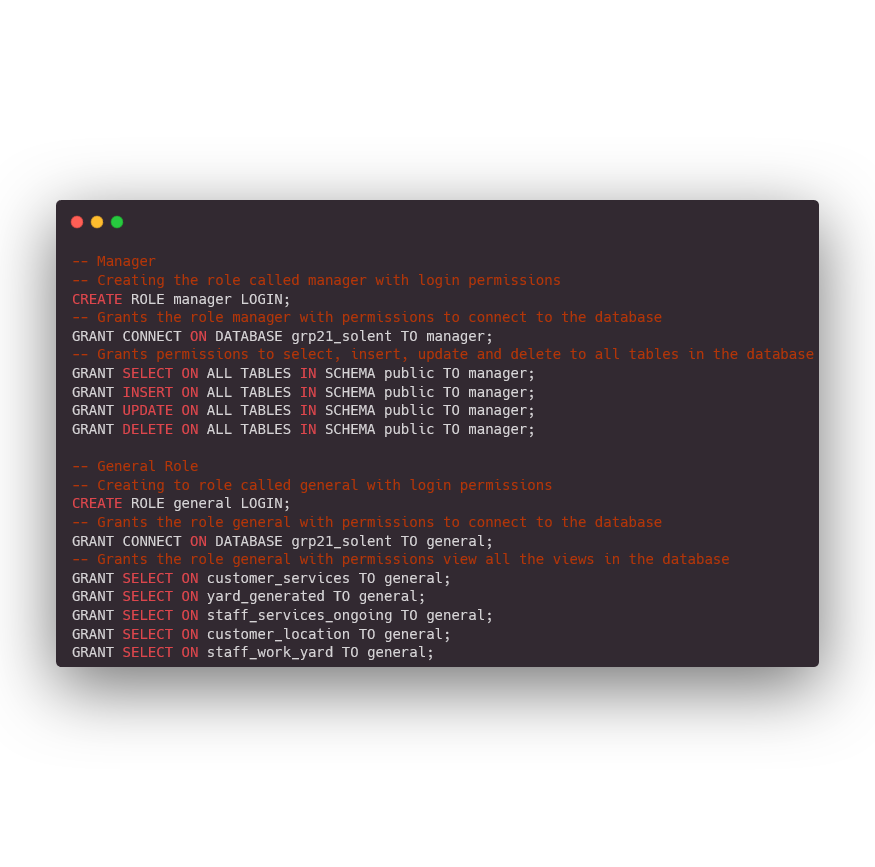 -- Manager
-- Creating the role called manager with login permissions
CREATE ROLE manager LOGIN;
-- Grants the role manager with permissions to connect to the database
GRANT CONNECT ON DATABASE grp21_solent TO manager;
-- Grants permissions to select, insert, update and delete to all tables in the database
GRANT SELECT ON ALL TABLES IN SCHEMA public TO manager;
GRANT INSERT ON ALL TABLES IN SCHEMA public TO manager;
GRANT UPDATE ON ALL TABLES IN SCHEMA public TO manager;
GRANT DELETE ON ALL TABLES IN SCHEMA public TO manager;
-- General Role
-- Creating to role called general with login permissions
CREATE ROLE general LOGIN;
-- Grants the role general with permissions to connect to the database
GRANT CONNECT ON DATABASE grp21_solent TO general;
-- Grants the role general with permissions view all the views in the database
GRANT SELECT ON customer_services TO general;
GRANT SELECT ON yard_generated TO general;
GRANT SELECT ON staff_services_ongoing TO general;
GRANT SELECT ON customer_location TO general;
GRANT SELECT ON staff_work_yard TO general;